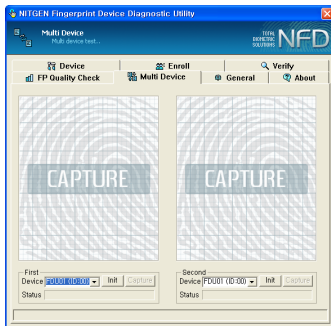 NITGEN Fingerprint Device Diagnostic Utility
Multi Device
Multi device test...
TOTAL BIOMETRIC SOLUTIONS NFD
Device Enroll Verify
FP Quality Check Multi Device General About
CAPTURE CAPTURE
First Second
Device FDU01 (ID:00) Init Capture Device FDU01 (ID:00) Init Capture
Status Status